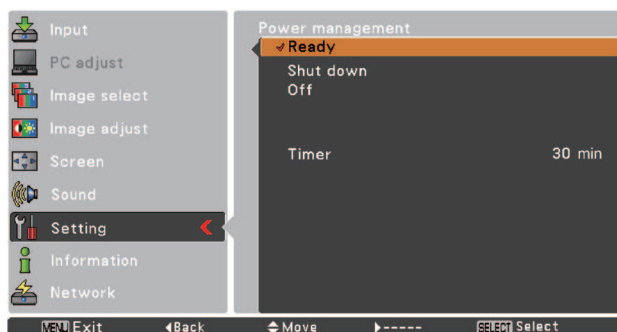 Input
PC adjust
Image select
Image adjust
Screen
Sound
Setting
Information
Network
Power management
Ready
Shut down
Off
Timer 30 min
MENU Exit Back Move ----- SELECT Select